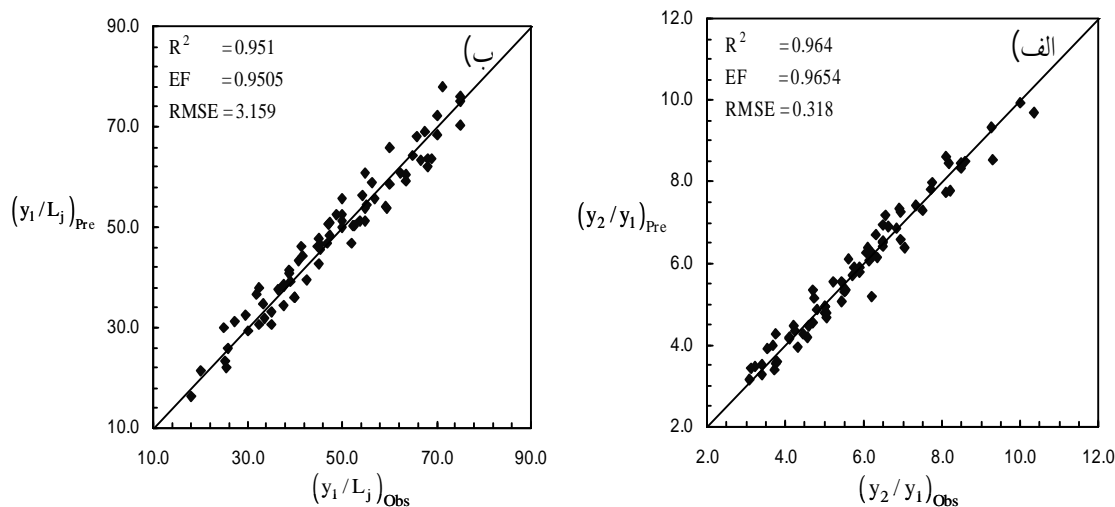 90.0
70.0
50.0
30.0
10.0
10.0 30.0 50.0 70.0 90.0
(y₁/Lⱼ)Pre
(y₁/Lⱼ)Obs
R² =0.951
EF =0.9505
RMSE =3.159
ب)
12.0
10.0
8.0
6.0
4.0
2.0
2.0 4.0 6.0 8.0 10.0 12.0
(y₂/y₁)Pre
(y₂/y₁)Obs
R² =0.964
EF =0.9654
RMSE =0.318
الف)